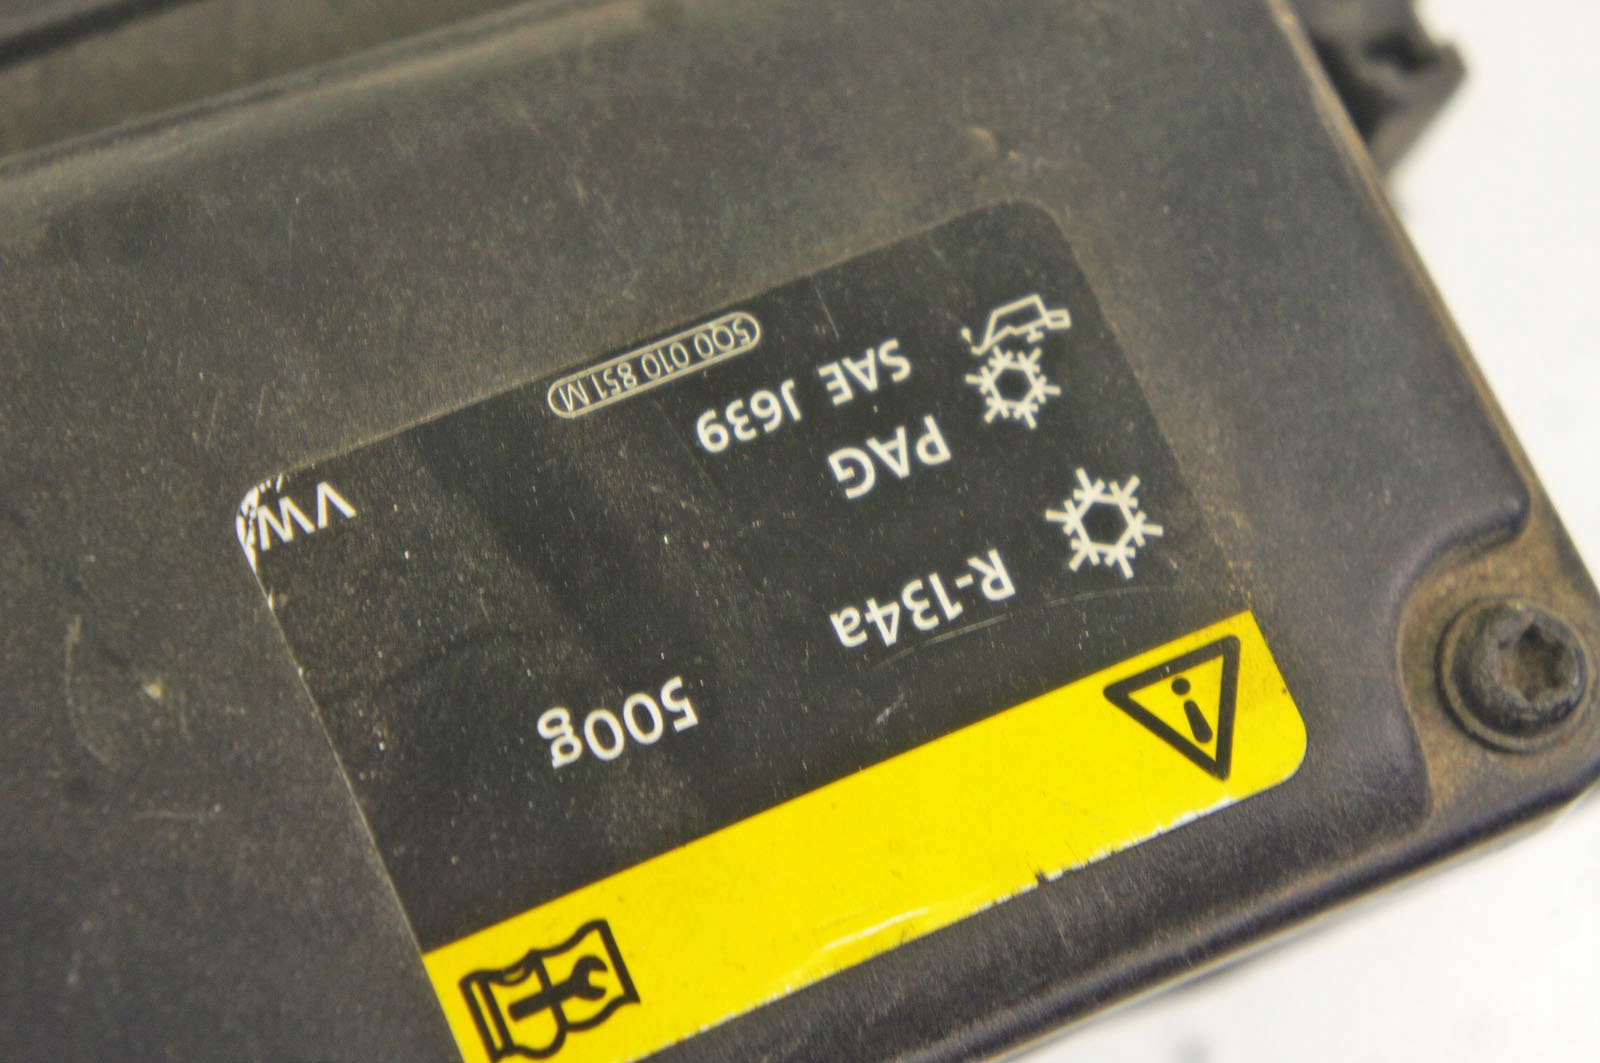 500g
R-134a
PAG
SAE J639
5Q0 010 851 M
VW